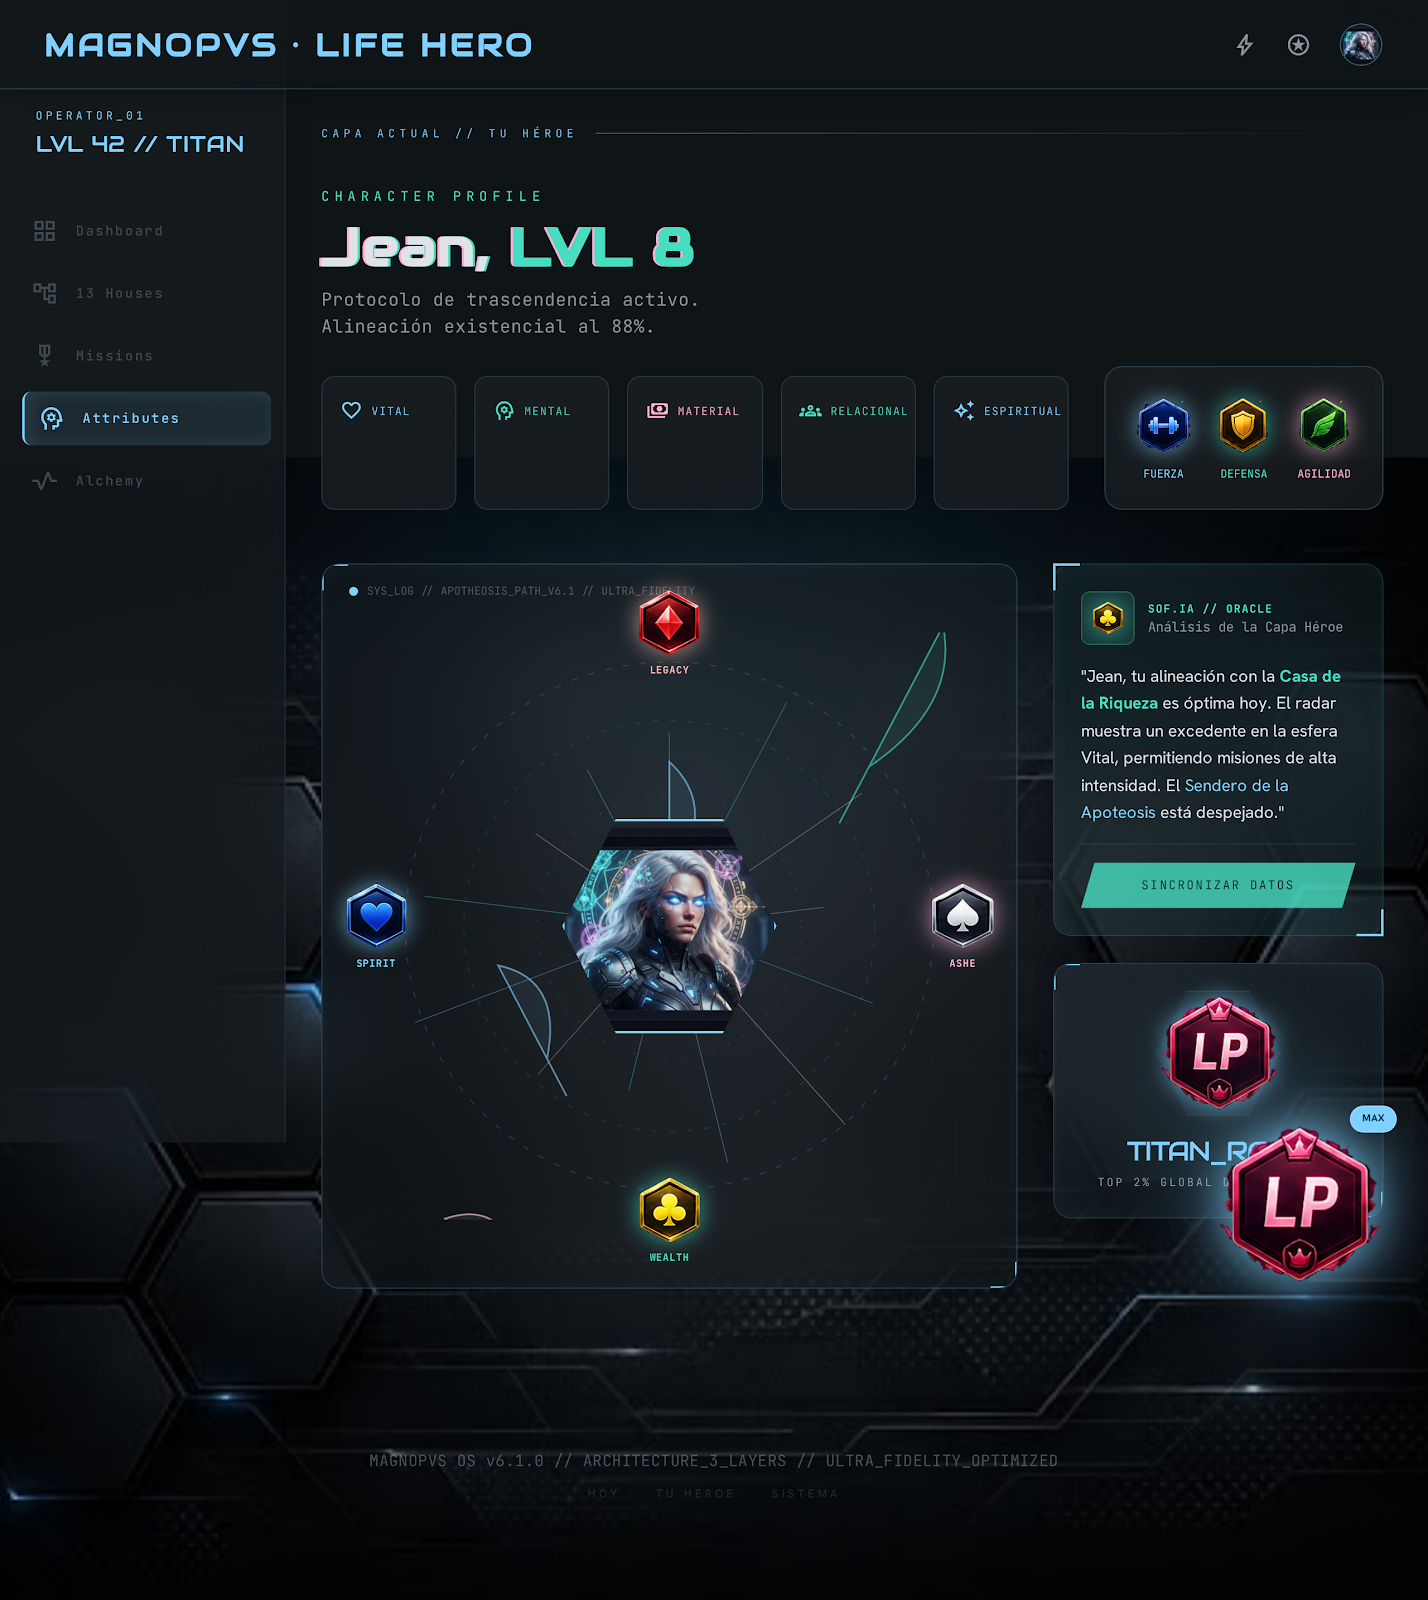 MAGNOPVS · LIFE HERO
OPERATOR_01
LVL 42 // TITAN
Dashboard
13 Houses
Missions
Attributes
Alchemy
CAPA ACTUAL // TU HÉROE
CHARACTER PROFILE
Jean, LVL 8
Protocolo de trascendencia activo.
Alineación existencial al 88%.
VITAL
MENTAL
MATERIAL
RELACIONAL
ESPIRITUAL
FUERZA
DEFENSA
AGILIDAD
SYS_LOG // APOTHEOSIS_PATH_V6.1 // ULTRA_FIDELITY
LEGACY
SPIRIT
ASHE
WEALTH
SOF.IA // ORACLE
Análisis de la Capa Héroe
"Jean, tu alineación con la Casa de
la Riqueza es óptima hoy. El radar
muestra un excedente en la esfera
Vital, permitiendo misiones de alta
intensidad. El Sendero de la
Apoteosis está despejado."
SINCRONIZAR DATOS
LP
MAX
TITAN_R
TOP 2% GLOBAL
LP
MAGNOPVS OS v6.1.0 // ARCHITECTURE_3_LAYERS // ULTRA_FIDELITY_OPTIMIZED
HOY TU HÉROE SISTEMA